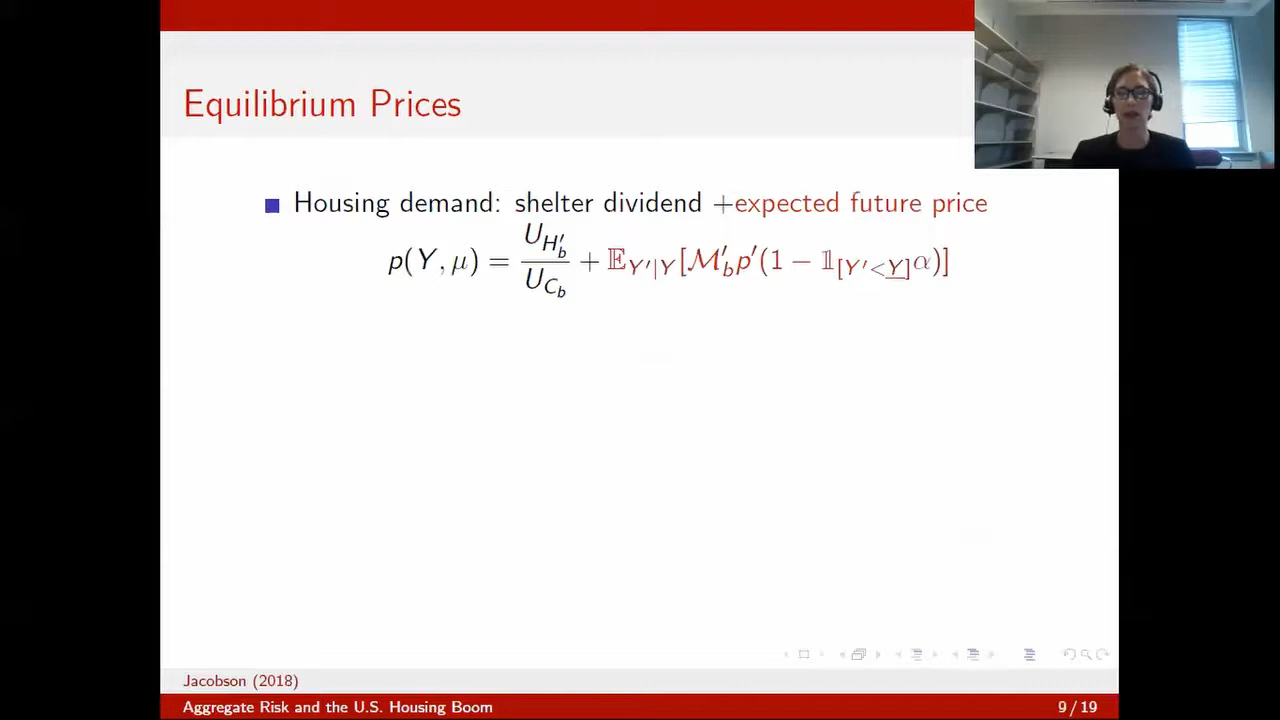 Equilibrium Prices
Housing demand: shelter dividend +expected future price
p(Y, μ) = U_{H'_b} / U_{C_b} + 𝔼_{Y'|Y}[ℳ'_b p'(1 − 𝟙_{[Y'<\underline{Y}]}α)]
Jacobson (2018)
Aggregate Risk and the U.S. Housing Boom
9 / 19